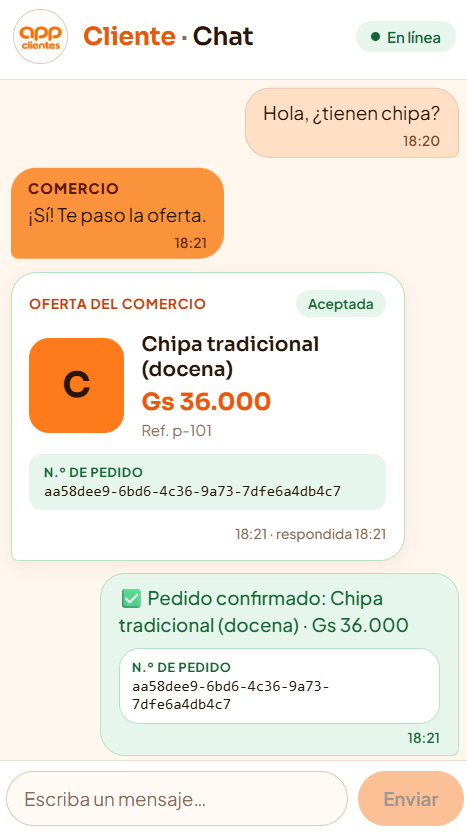 app
clientes
Cliente · Chat
En línea
Hola, ¿tienen chipa?
18:20
COMERCIO
¡Sí! Te paso la oferta.
18:21
OFERTA DEL COMERCIO
Aceptada
C
Chipa tradicional
(docena)
Gs 36.000
Ref. p-101
N.º DE PEDIDO
aa58dee9-6bd6-4c36-9a73-7dfe6a4db4c7
18:21 · respondida 18:21
✅ Pedido confirmado: Chipa
tradicional (docena) · Gs 36.000
N.º DE PEDIDO
aa58dee9-6bd6-4c36-9a73-
7dfe6a4db4c7
18:21
Escriba un mensaje...
Enviar